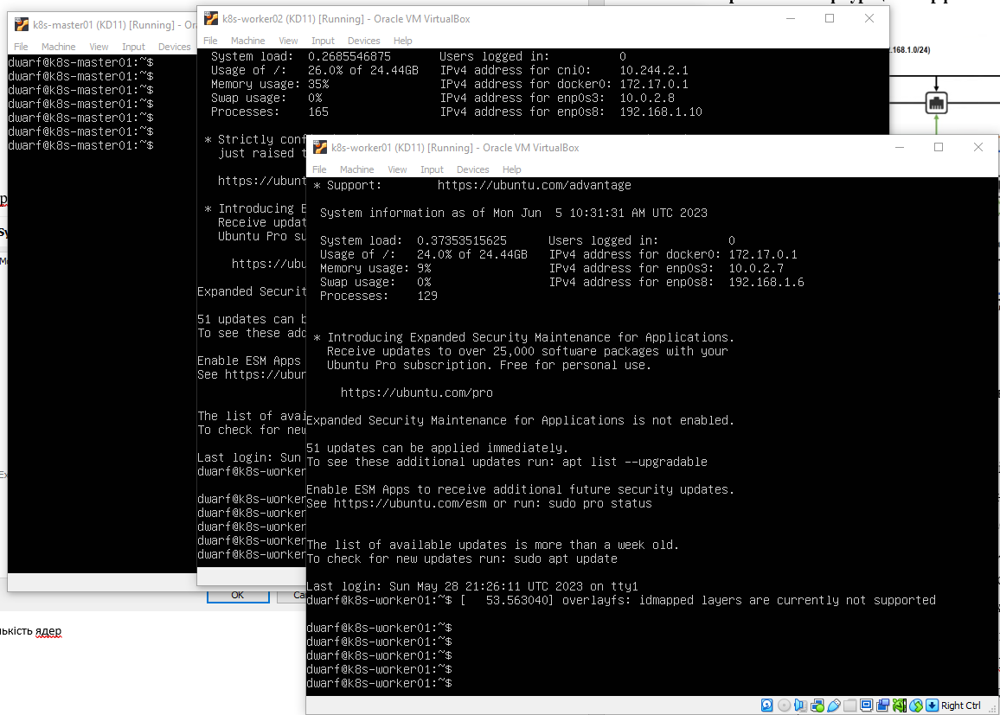 k8s-master01 (KD11) [Running] - Or
File Machine View Input Devices
dwarf@k8s-master01:~$
dwarf@k8s-master01:~$
dwarf@k8s-master01:~$
dwarf@k8s-master01:~$
dwarf@k8s-master01:~$
dwarf@k8s-master01:~$
dwarf@k8s-master01:~$
k8s-worker02 (KD11) [Running] - Oracle VM VirtualBox
File Machine View Input Devices Help
System load: 0.2685546875 Users logged in: 0
Usage of /: 26.0% of 24.44GB IPv4 address for cni0: 10.244.2.1
Memory usage: 35% IPv4 address for docker0: 172.17.0.1
Swap usage: 0% IPv4 address for enp0s3: 10.0.2.8
Processes: 165 IPv4 address for enp0s8: 192.168.1.10
* Strictly conf
just raised t
https://ubunt
* Introducing E
Receive updat
Ubuntu Pro su
https://ubu
Expanded Securit
51 updates can b
To see these add
Enable ESM Apps
See https://ubun
The list of avai
To check for new
Last login: Sun
dwarf@k8s-worker
dwarf@k8s-worker
dwarf@k8s-worker
dwarf@k8s-worker
dwarf@k8s-worker
dwarf@k8s-worker
k8s-worker01 (KD11) [Running] - Oracle VM VirtualBox
File Machine View Input Devices Help
* Support: https://ubuntu.com/advantage
System information as of Mon Jun 5 10:31:31 AM UTC 2023
System load: 0.37353515625 Users logged in: 0
Usage of /: 24.0% of 24.44GB IPv4 address for docker0: 172.17.0.1
Memory usage: 9% IPv4 address for enp0s3: 10.0.2.7
Swap usage: 0% IPv4 address for enp0s8: 192.168.1.6
Processes: 129
* Introducing Expanded Security Maintenance for Applications.
Receive updates to over 25,000 software packages with your
Ubuntu Pro subscription. Free for personal use.
https://ubuntu.com/pro
Expanded Security Maintenance for Applications is not enabled.
51 updates can be applied immediately.
To see these additional updates run: apt list --upgradable
Enable ESM Apps to receive additional future security updates.
See https://ubuntu.com/esm or run: sudo pro status
The list of available updates is more than a week old.
To check for new updates run: sudo apt update
Last login: Sun May 28 21:26:11 UTC 2023 on tty1
dwarf@k8s-worker01:~$ [ 53.563040] overlayfs: idmapped layers are currently not supported
dwarf@k8s-worker01:~$
dwarf@k8s-worker01:~$
dwarf@k8s-worker01:~$
dwarf@k8s-worker01:~$
dwarf@k8s-worker01:~$
Right Ctrl
.168.1.0/24)
OK Ca
лькість ядер